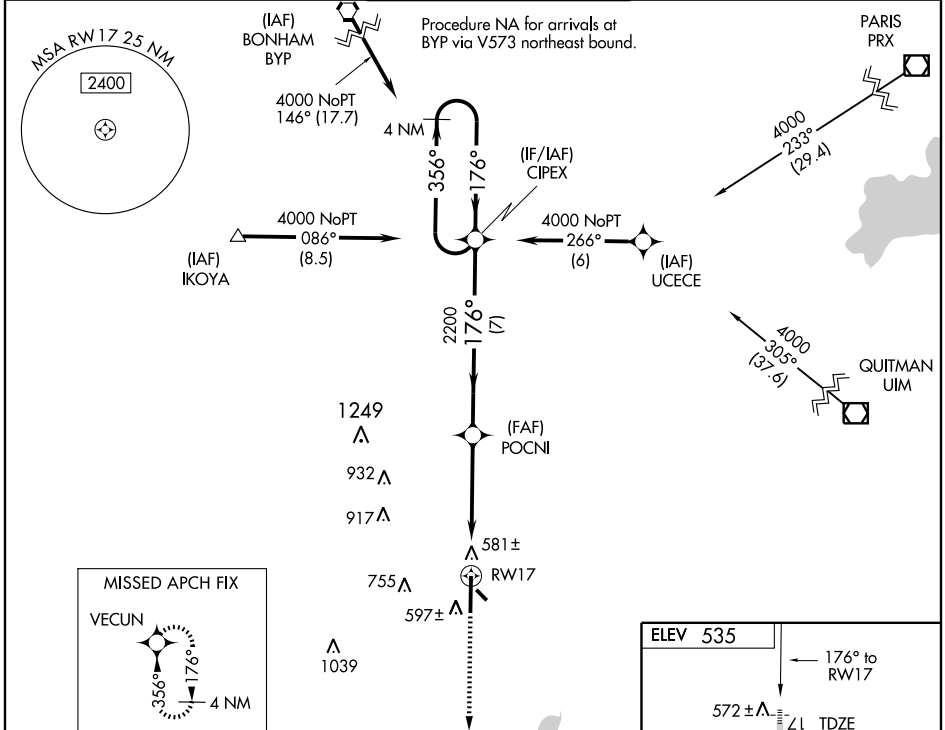 MSA RW17 25 NM
2400
(IAF)
BONHAM
BYP
Procedure NA for arrivals at
BYP via V573 northeast bound.
PARIS
PRX
4000 NoPT
146° (17.7)
4 NM
356°
176°
(IF/IAF)
CIPEX
4000
233°
(29.4)
4000 NoPT
086°
(8.5)
(IAF)
IKOYA
4000 NoPT
266°
(6)
(IAF)
UCECE
2200
176°
(7)
4000
305°
(37.6)
QUITMAN
UIM
1249
(FAF)
POCNI
932
917
581±
RW17
755
597±
1039
MISSED APCH FIX
VECUN
356°
176°
4 NM
ELEV 535
176° to
RW17
572 ±
17 TDZE